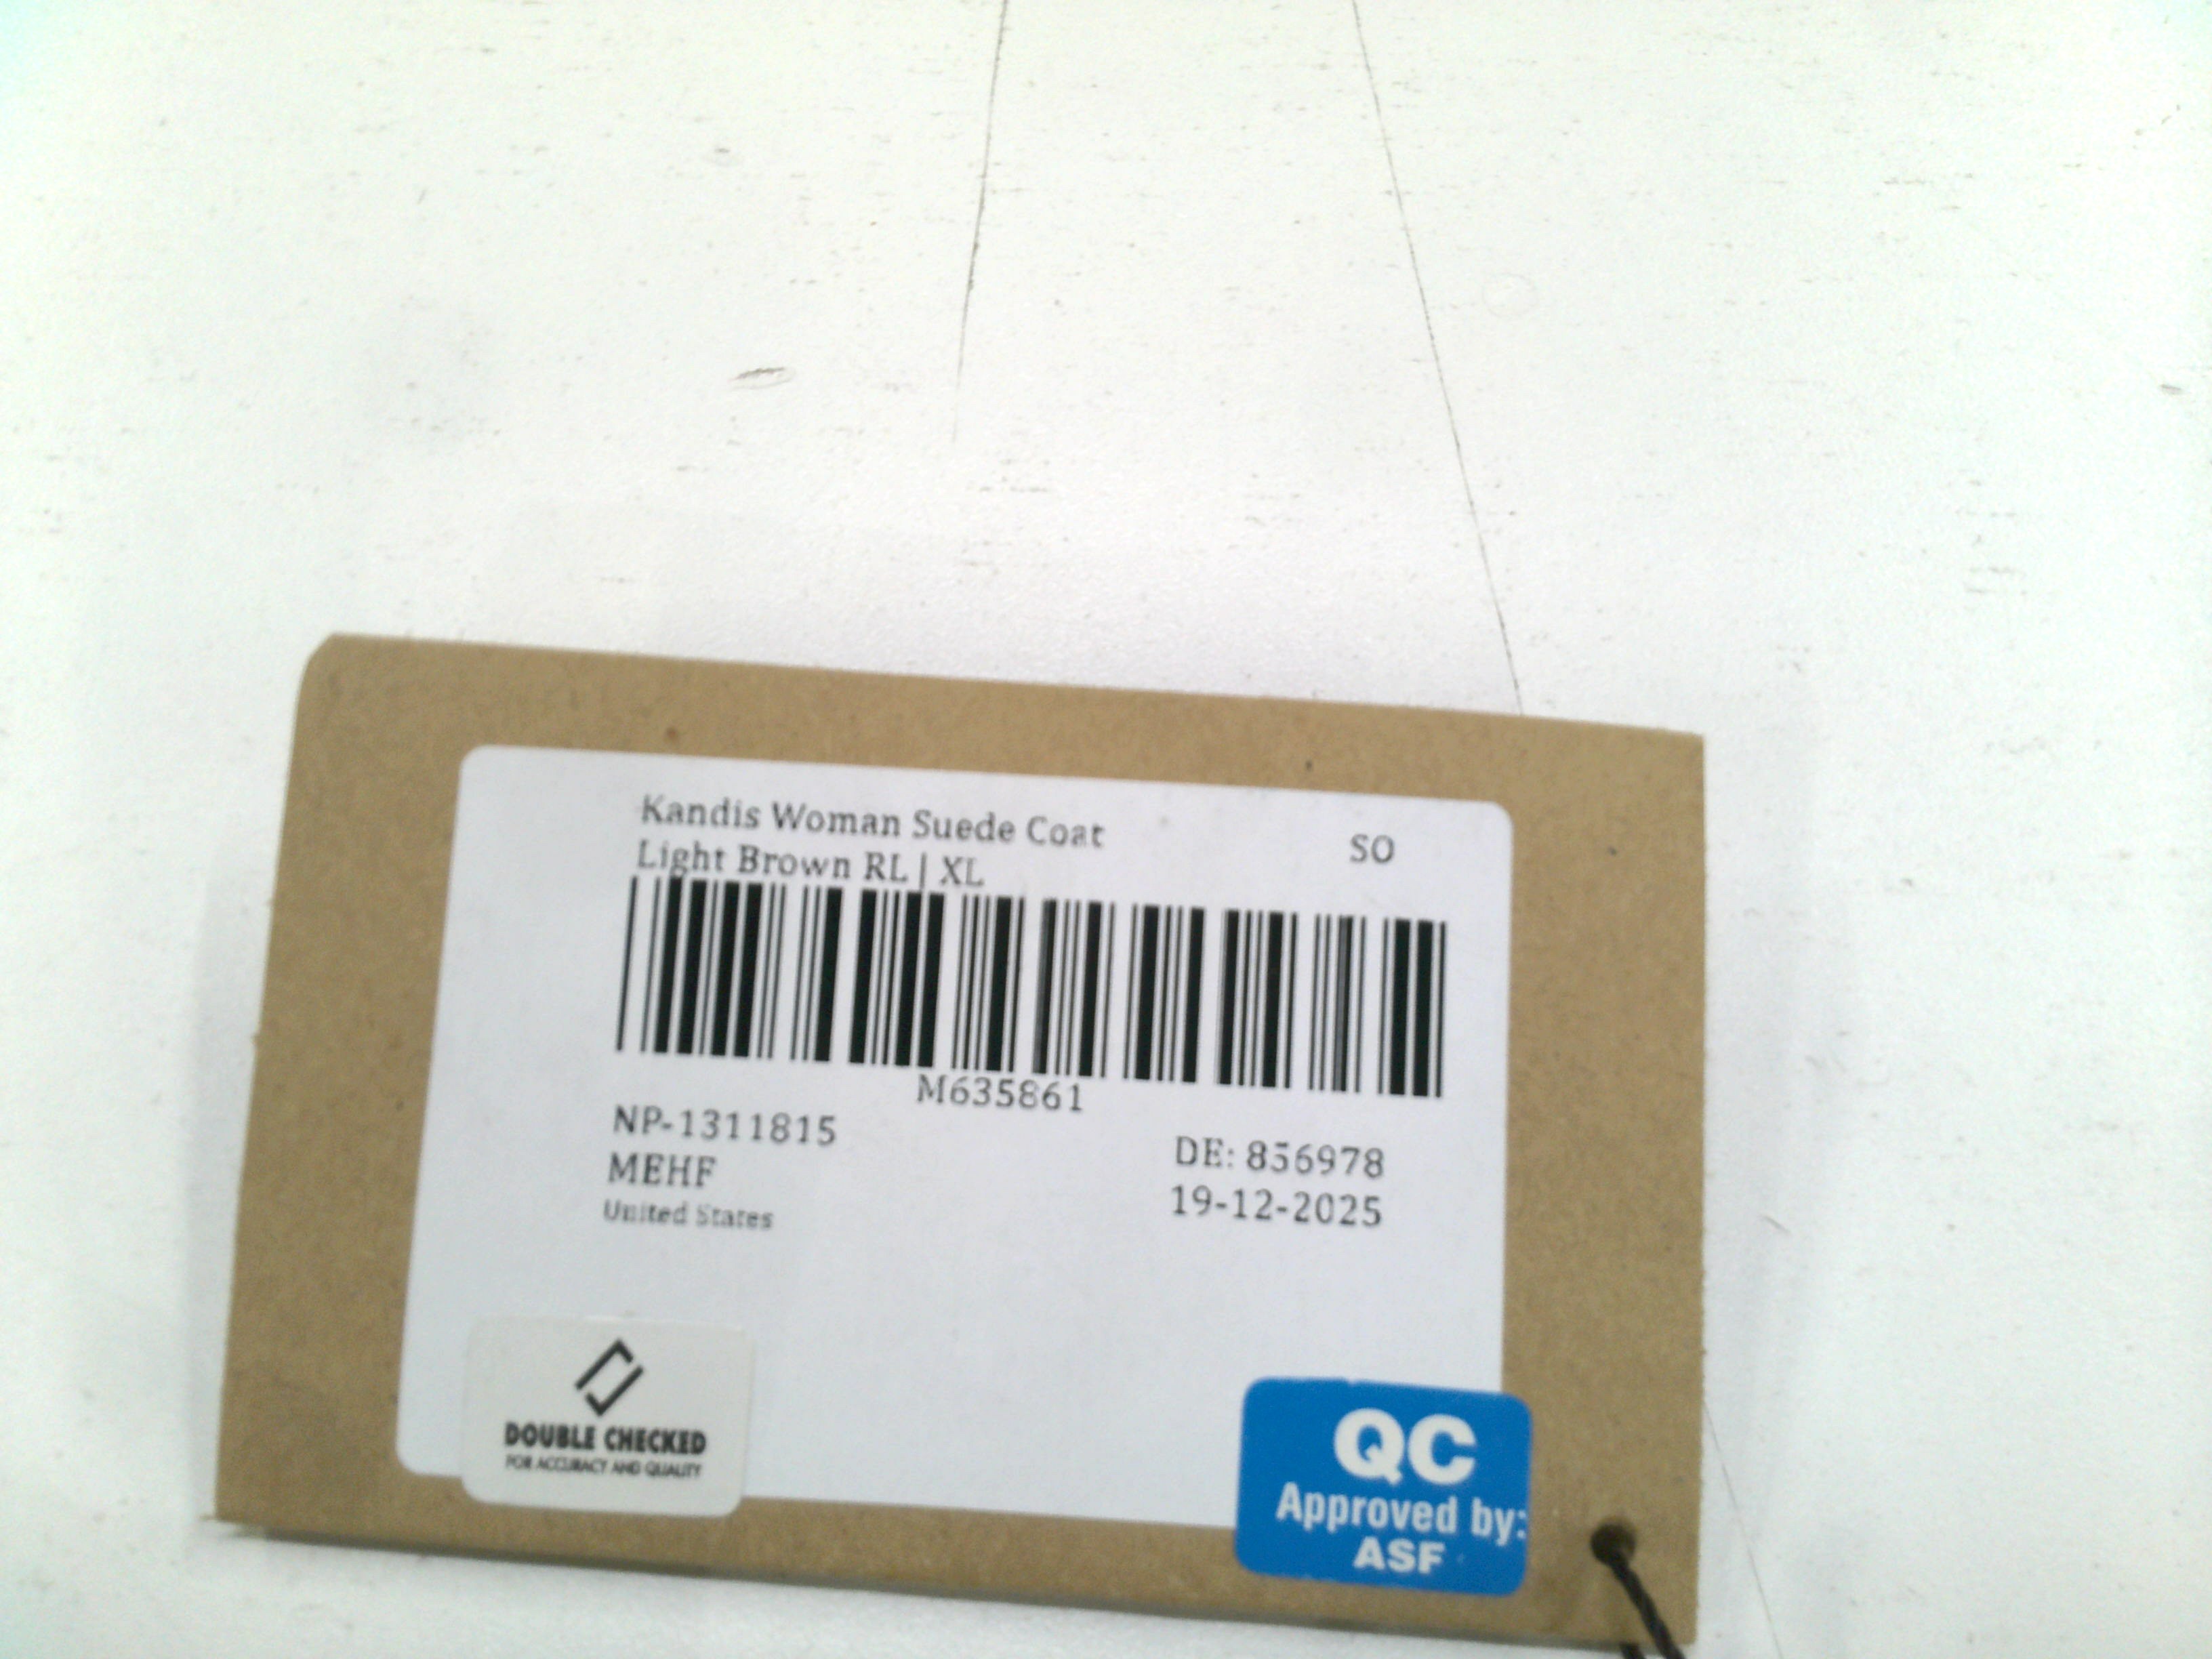 Kandis Woman Suede Coat
SO
Light Brown RL | XL
M635861
NP-1311815
DE: 856978
MEHF
19-12-2025
United States
DOUBLE CHECKED
FOR ACCURACY AND QUALITY
QC
Approved by:
ASF